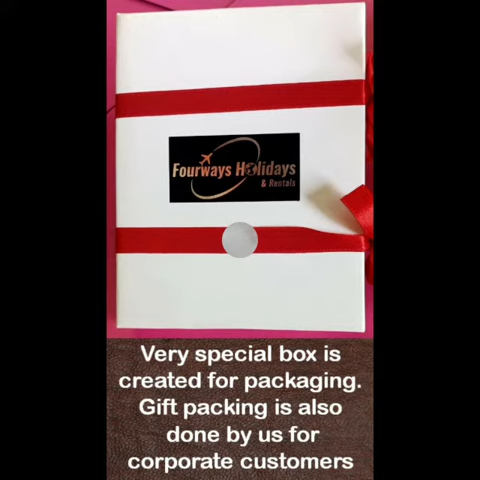 Fourways Holidays
& Rentals
Very special box is
created for packaging.
Gift packing is also
done by us for
corporate customers